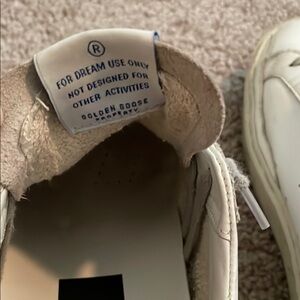 ®
FOR DREAM USE ONLY
NOT DESIGNED FOR
OTHER ACTIVITIES
GOLDEN GOOSE
PROPERTY